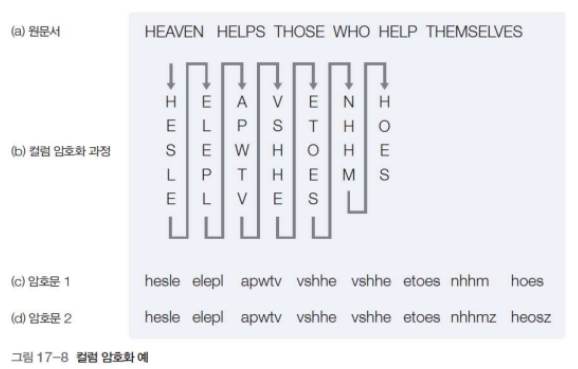 (a) 원문서 HEAVEN HELPS THOSE WHO HELP THEMSELVES
(b) 컬럼 암호화 과정
H E A V E N H
E L P S T H O
S E W H O H E
L P T H E M S
E L V E S
(c) 암호문 1 hesle elepl apwtv vshhe vshhe etoes nhhm hoes
(d) 암호문 2 hesle elepl apwtv vshhe vshhe etoes nhhmz heosz
그림 17-8 컬럼 암호화 예